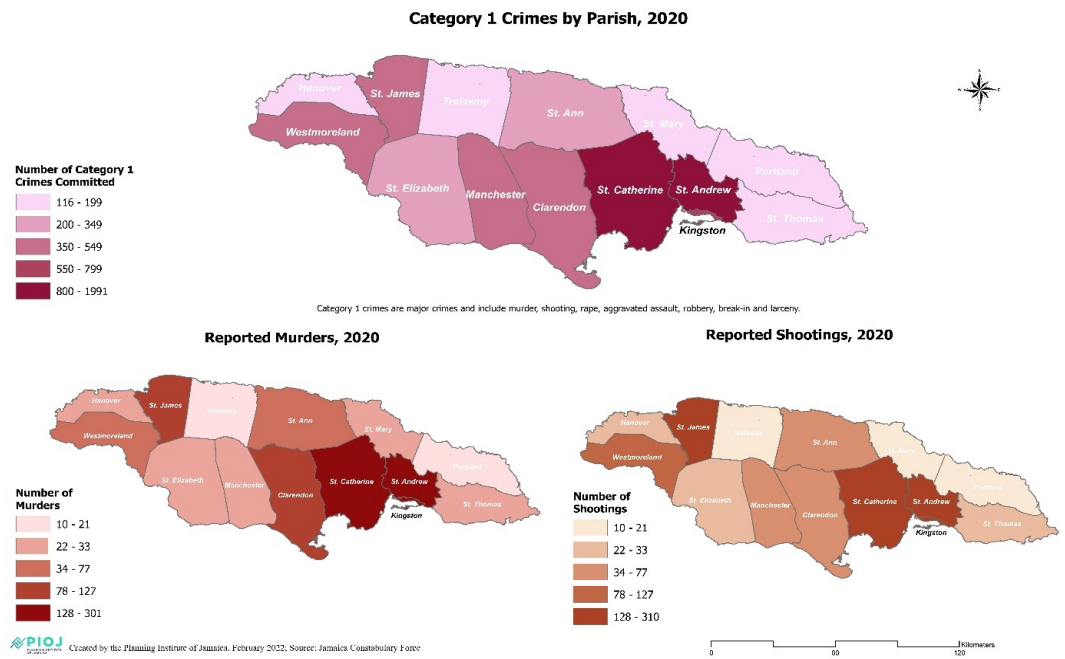 Category 1 Crimes by Parish, 2020
N
W
E
S
Hanover
St. James
Trelawny
St. Ann
St. Mary
Westmoreland
Portland
St. Elizabeth
Manchester
Clarendon
St. Catherine
St. Andrew
St. Thomas
Kingston
Number of Category 1
Crimes Committed
116 - 199
200 - 349
350 - 549
550 - 799
800 - 1991
Category 1 crimes are major crimes and include murder, shooting, rape, aggravated assault, robbery, break-in and larceny.
Reported Murders, 2020
Hanover
St. James
Trelawny
St. Ann
St. Mary
Westmoreland
Portland
St. Elizabeth
Manchester
Clarendon
St. Catherine
St. Andrew
St. Thomas
Kingston
Number of
Murders
10 - 21
22 - 33
34 - 77
78 - 127
128 - 301
Reported Shootings, 2020
Hanover
St. James
Trelawny
St. Ann
St. Mary
Westmoreland
Portland
St. Elizabeth
Manchester
Clarendon
St. Catherine
St. Andrew
St. Thomas
Kingston
Number of
Shootings
10 - 21
22 - 33
34 - 77
78 - 127
128 - 310
PIOJ
Created by the Planning Institute of Jamaica. February 2022; Source: Jamaica Constabulary Force
Kilometers
0 60 120